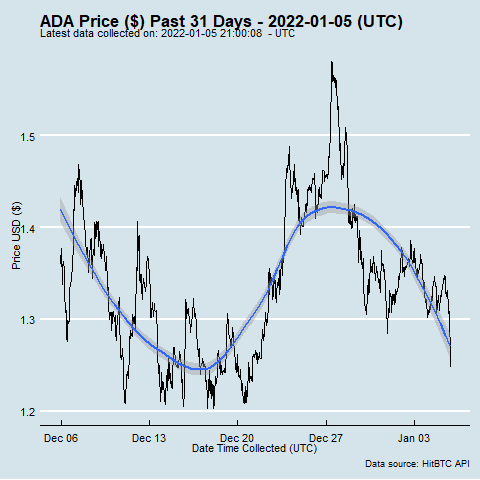 ADA Price ($) Past 31 Days - 2022-01-05 (UTC)
Latest data collected on: 2022-01-05 21:00:08 - UTC
Price USD ($)
1.5
1.4
1.3
1.2
Dec 06 Dec 13 Dec 20 Dec 27 Jan 03
Date Time Collected (UTC)
Data source: HitBTC API